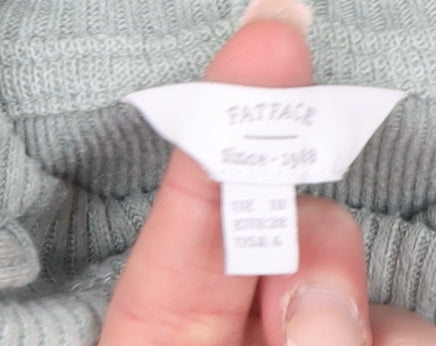 FATFACE
Since - 1988
UK 10
EUR 38
USA 6